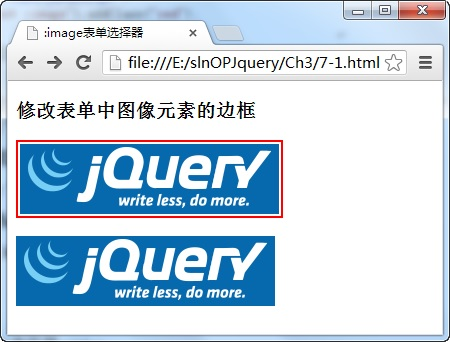 :image表单选择器
file:///E:/slnOPJquery/Ch3/7-1.html
修改表单中图像元素的边框
jQuery
write less, do more.
jQuery
write less, do more.